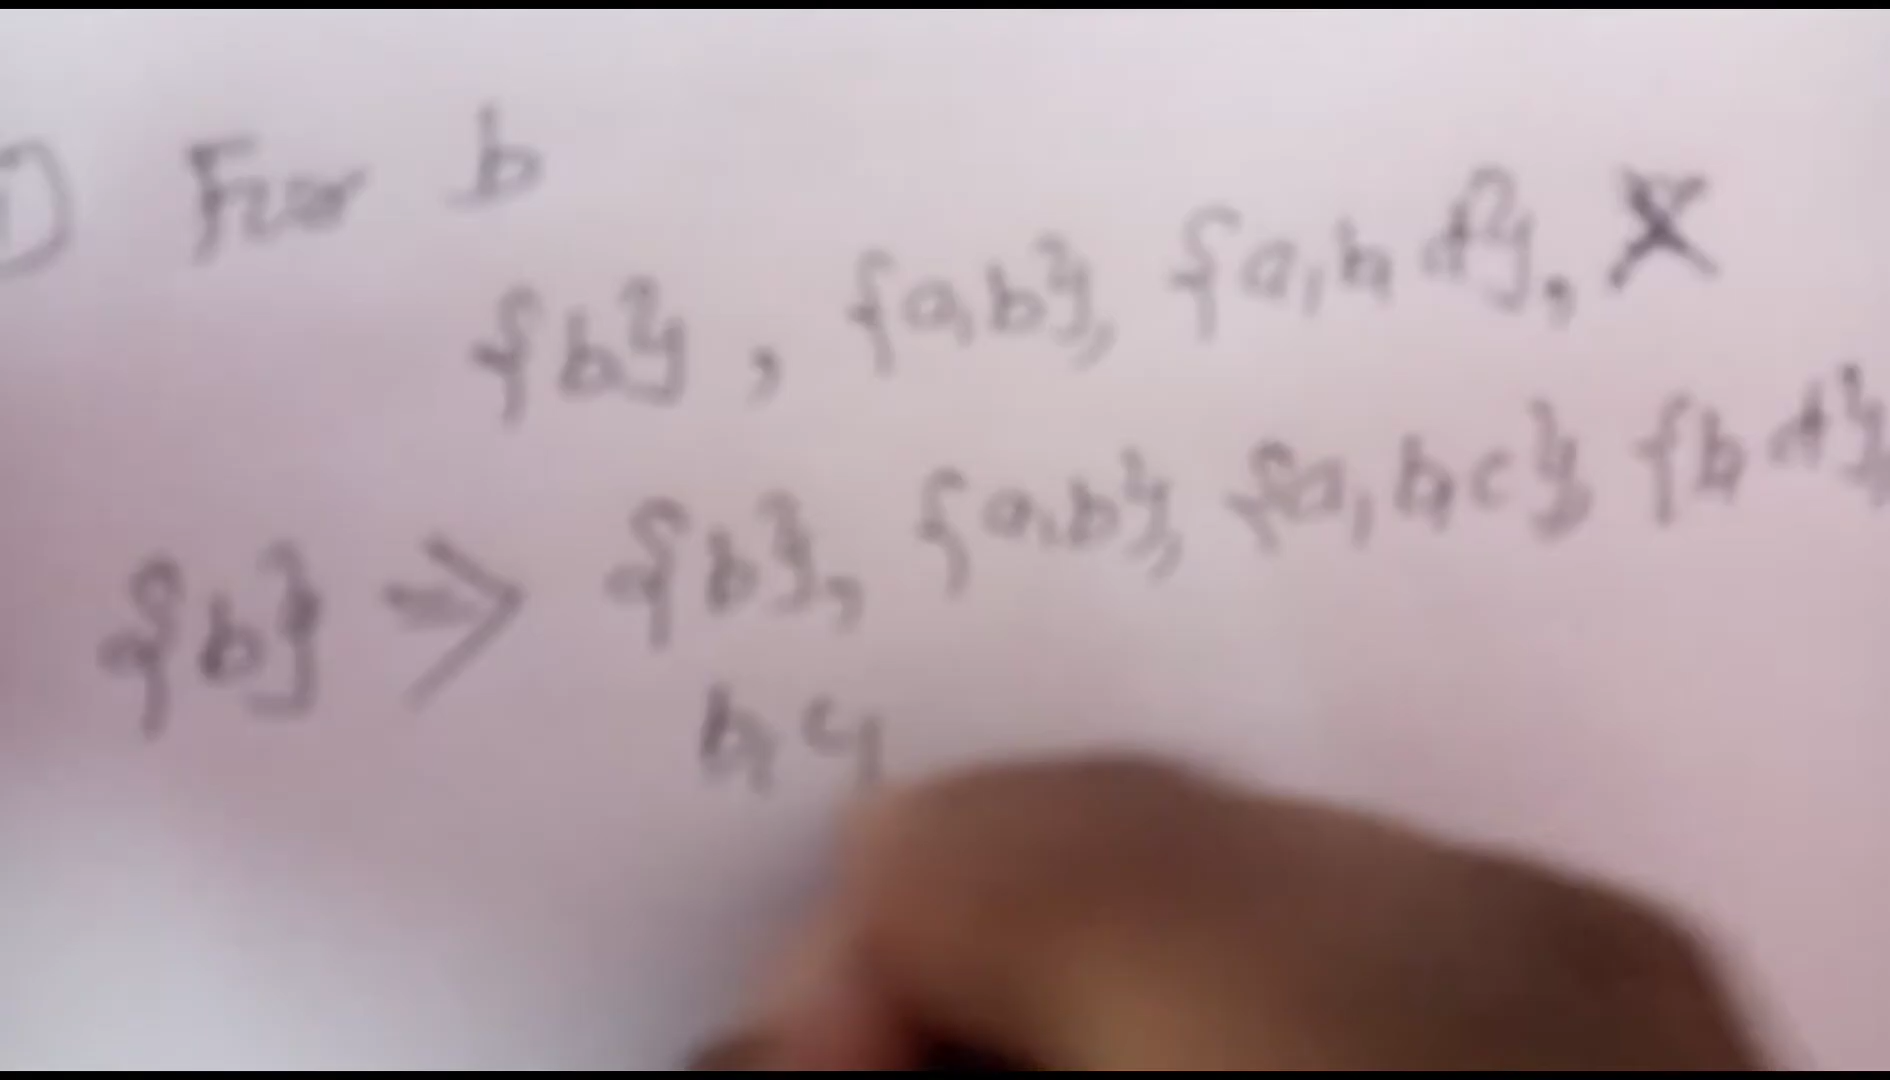 i) For b
{b}, {a,b}, {a,b,d}, X
{b} => {b}, {a,b}, {a,b,c}, {b,d},
b,c}